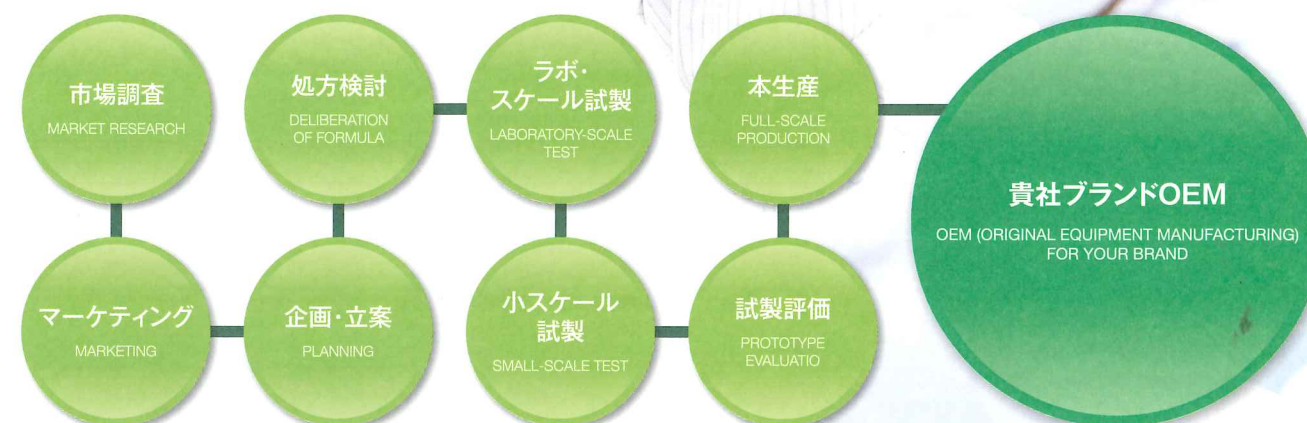 市場調査
MARKET RESEARCH
マーケティング
MARKETING
企画・立案
PLANNING
処方検討
DELIBERATION
OF FORMULA
ラボ・
スケール試製
LABORATORY-SCALE
TEST
小スケール
試製
SMALL-SCALE TEST
試製評価
PROTOTYPE
EVALUATIO
本生産
FULL-SCALE
PRODUCTION
貴社ブランドOEM
OEM (ORIGINAL EQUIPMENT MANUFACTURING)
FOR YOUR BRAND